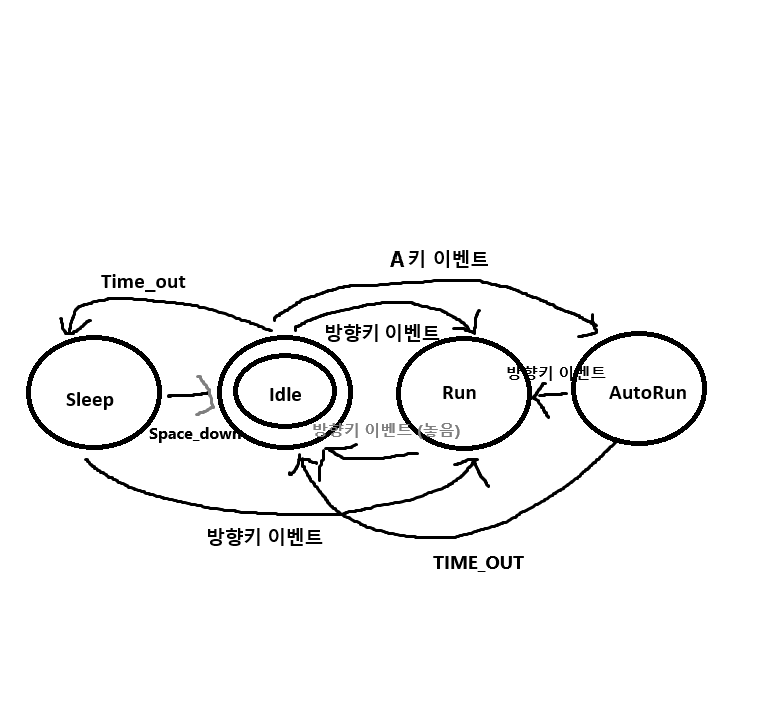 A 키 이벤트
Time_out
방향키 이벤트
방향키 이벤트
Sleep
Idle
Run
AutoRun
Space_down
방향키 이벤트 (놓음)
방향키 이벤트
TIME_OUT